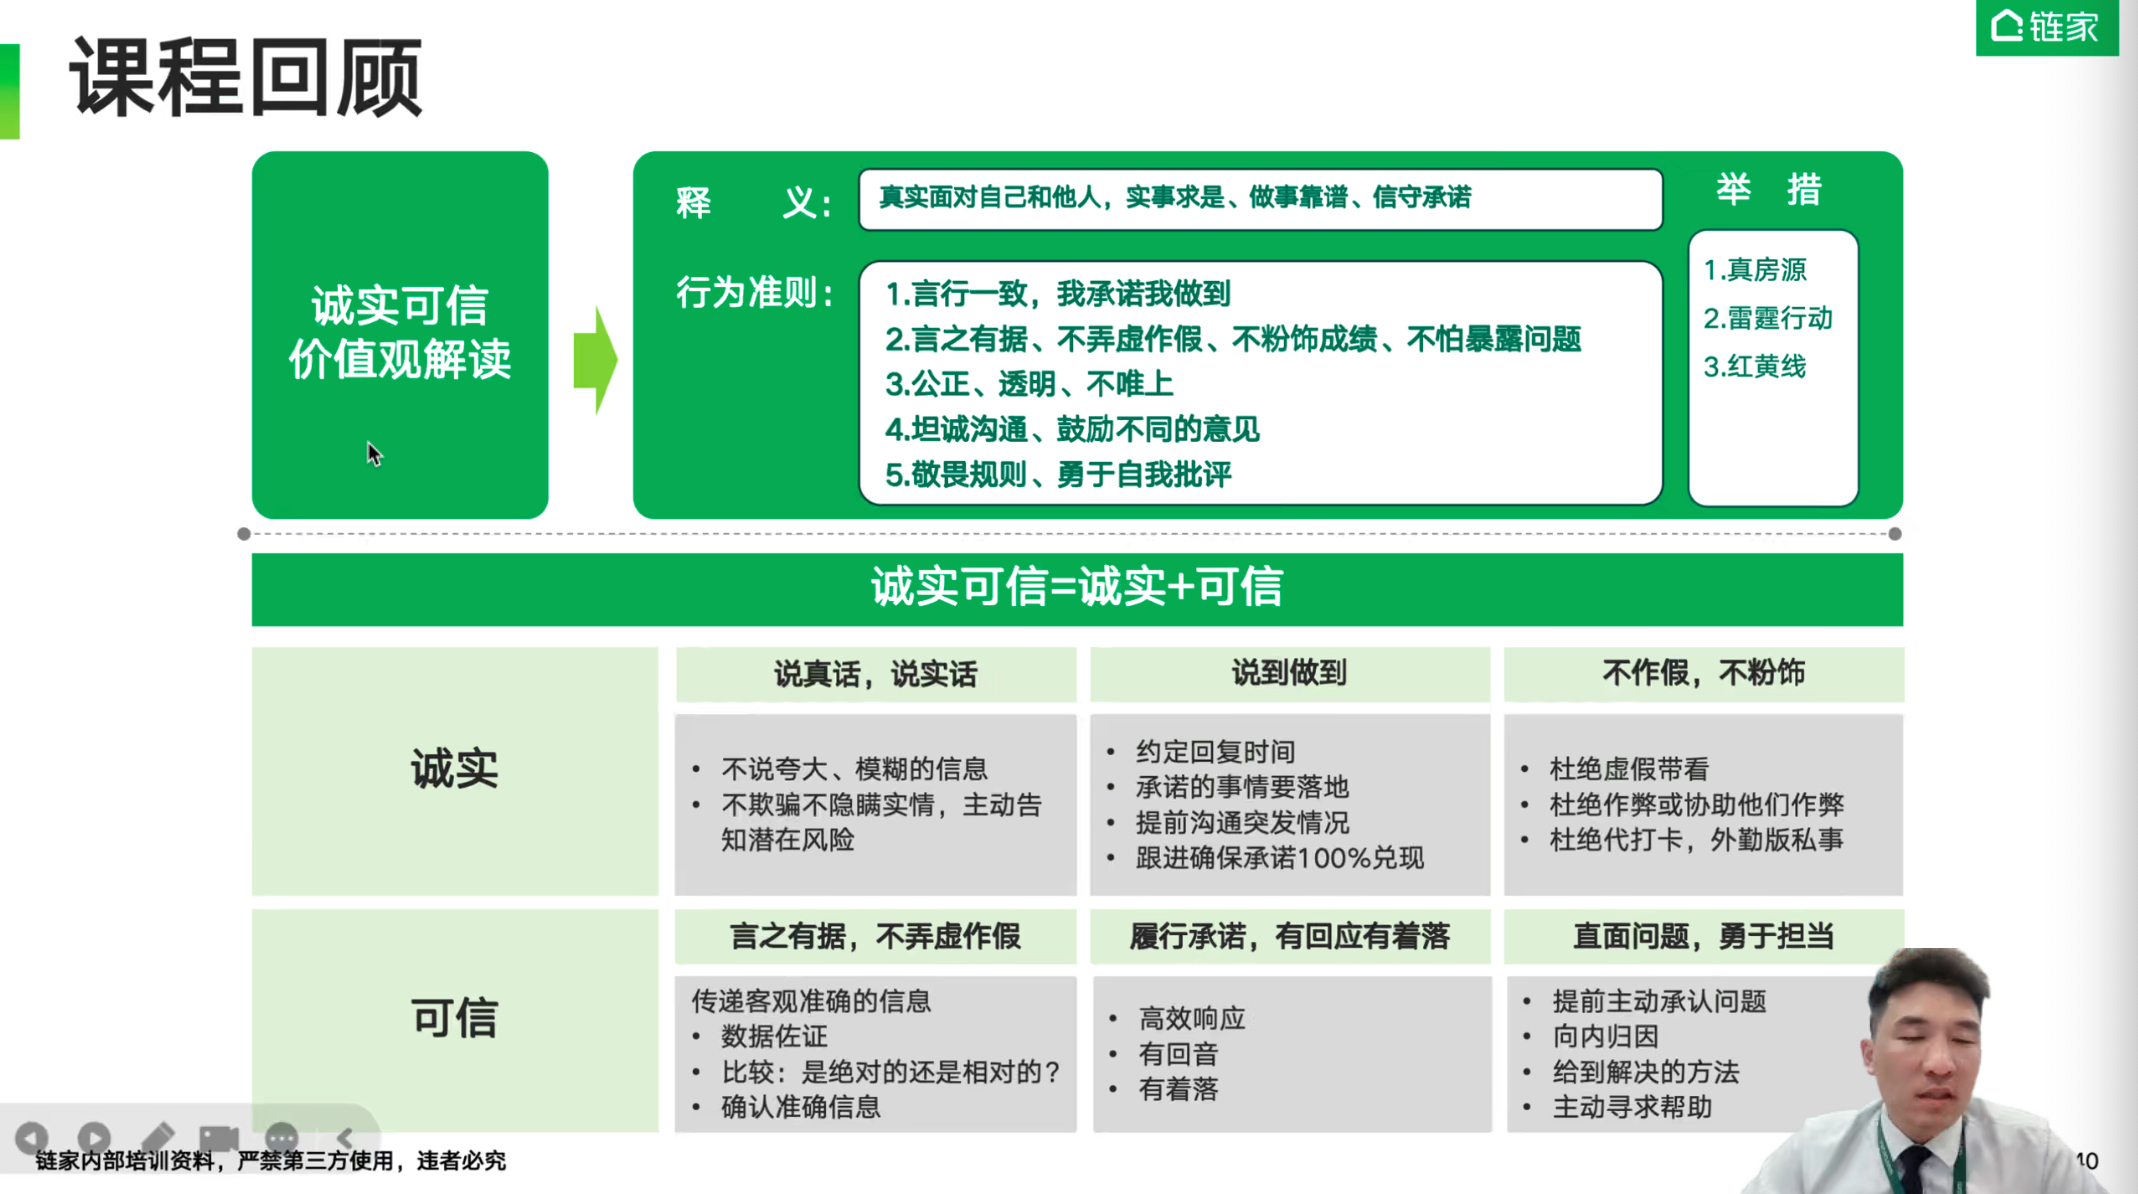 链家
课程回顾
诚实可信
价值观解读
释 义：
真实面对自己和他人，实事求是、做事靠谱、信守承诺
行为准则：
1.言行一致，我承诺我做到
2.言之有据、不弄虚作假、不粉饰成绩、不怕暴露问题
3.公正、透明、不唯上
4.坦诚沟通、鼓励不同的意见
5.敬畏规则、勇于自我批评
举 措
1.真房源
2.雷霆行动
3.红黄线
诚实可信=诚实+可信
诚实
说真话，说实话
• 不说夸大、模糊的信息
• 不欺骗不隐瞒实情，主动告
知潜在风险
说到做到
• 约定回复时间
• 承诺的事情要落地
• 提前沟通突发情况
• 跟进确保承诺100%兑现
不作假，不粉饰
• 杜绝虚假带看
• 杜绝作弊或协助他们作弊
• 杜绝代打卡，外勤版私事
可信
言之有据，不弄虚作假
传递客观准确的信息
• 数据佐证
• 比较：是绝对的还是相对的？
• 确认准确信息
履行承诺，有回应有着落
• 高效响应
• 有回音
• 有着落
直面问题，勇于担当
• 提前主动承认问题
• 向内归因
• 给到解决的方法
• 主动寻求帮助
链家内部培训资料，严禁第三方使用，违者必究
40